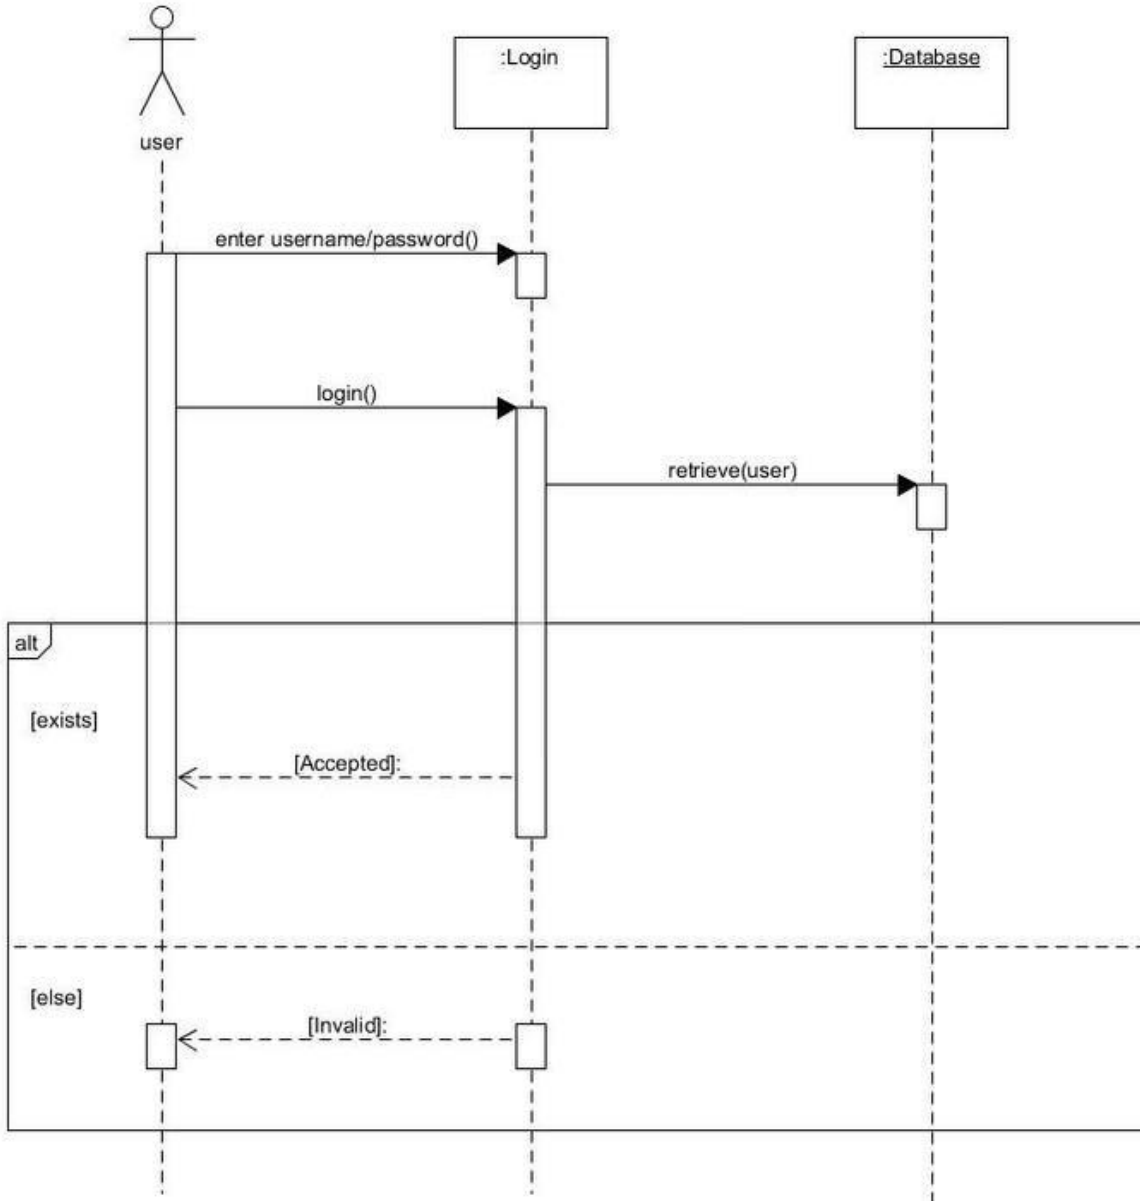 :Login
:Database
user
enter username/password()
login()
retrieve(user)
alt
[exists]
[Accepted]:
[else]
[Invalid]: